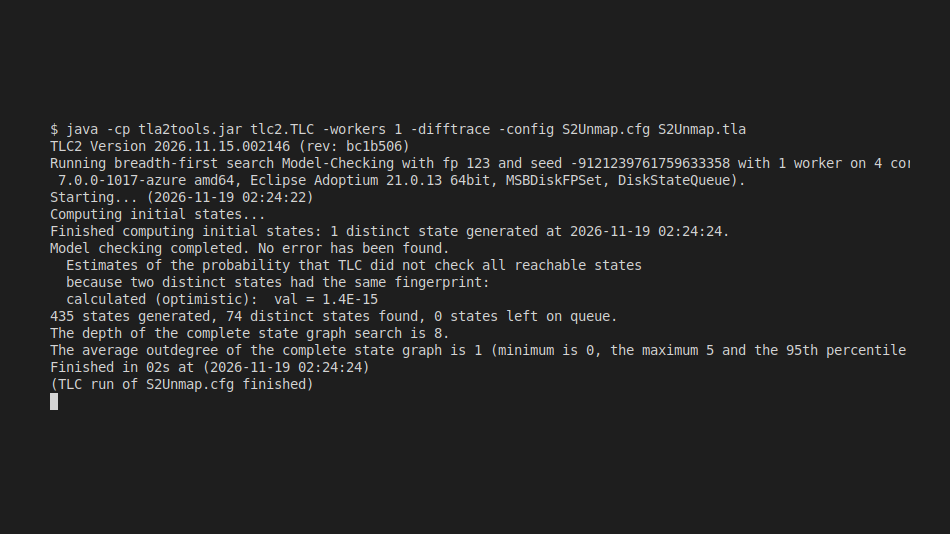 $ java -cp tla2tools.jar tlc2.TLC -workers 1 -difftrace -config S2Unmap.cfg S2Unmap.tla
TLC2 Version 2026.11.15.002146 (rev: bc1b506)
Running breadth-first search Model-Checking with fp 123 and seed -9121239761759633358 with 1 worker on 4
 7.0.0-1017-azure amd64, Eclipse Adoptium 21.0.13 64bit, MSBDiskFPSet, DiskStateQueue).
Starting... (2026-11-19 02:24:22)
Computing initial states...
Finished computing initial states: 1 distinct state generated at 2026-11-19 02:24:24.
Model checking completed. No error has been found.
  Estimates of the probability that TLC did not check all reachable states
  because two distinct states had the same fingerprint:
  calculated (optimistic):  val = 1.4E-15
435 states generated, 74 distinct states found, 0 states left on queue.
The depth of the complete state graph search is 8.
The average outdegree of the complete state graph is 1 (minimum is 0, the maximum 5 and the 95th percentile
Finished in 02s at (2026-11-19 02:24:24)
(TLC run of S2Unmap.cfg finished)